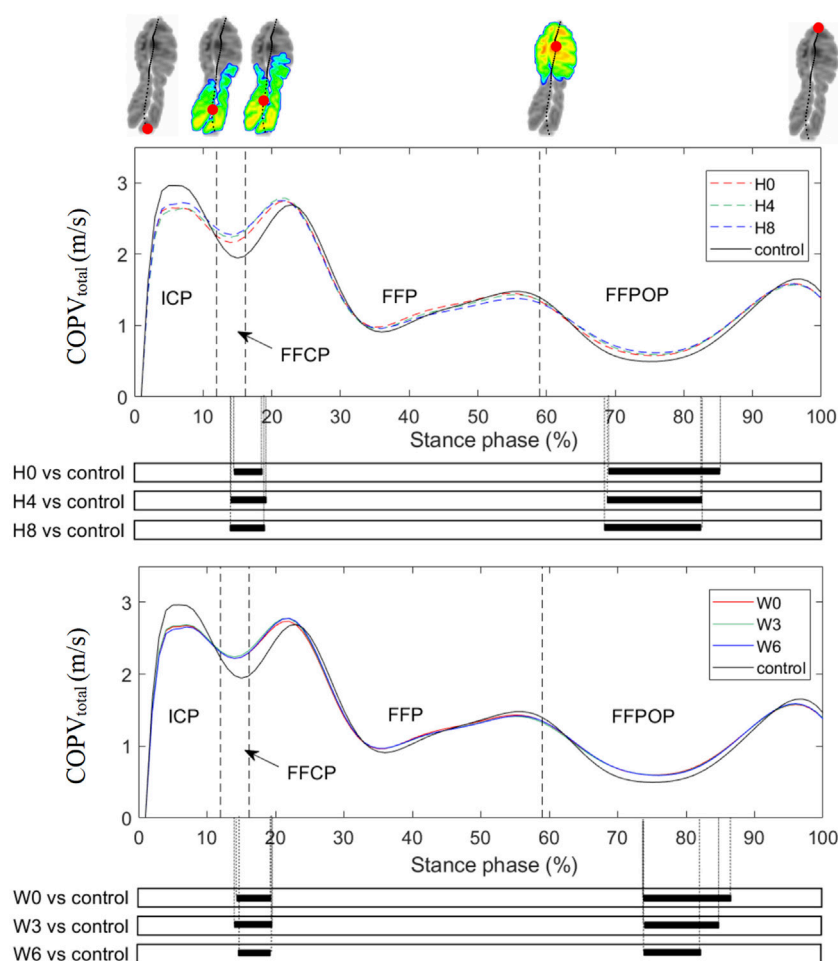 3
2
1
0
COPVtotal (m/s)
H0
H4
H8
control
ICP
FFCP
FFP
FFPOP
0 10 20 30 40 50 60 70 80 90 100
Stance phase (%)
H0 vs control
H4 vs control
H8 vs control
3
2
1
0
COPVtotal (m/s)
W0
W3
W6
control
ICP
FFCP
FFP
FFPOP
0 10 20 30 40 50 60 70 80 90 100
Stance phase (%)
W0 vs control
W3 vs control
W6 vs control